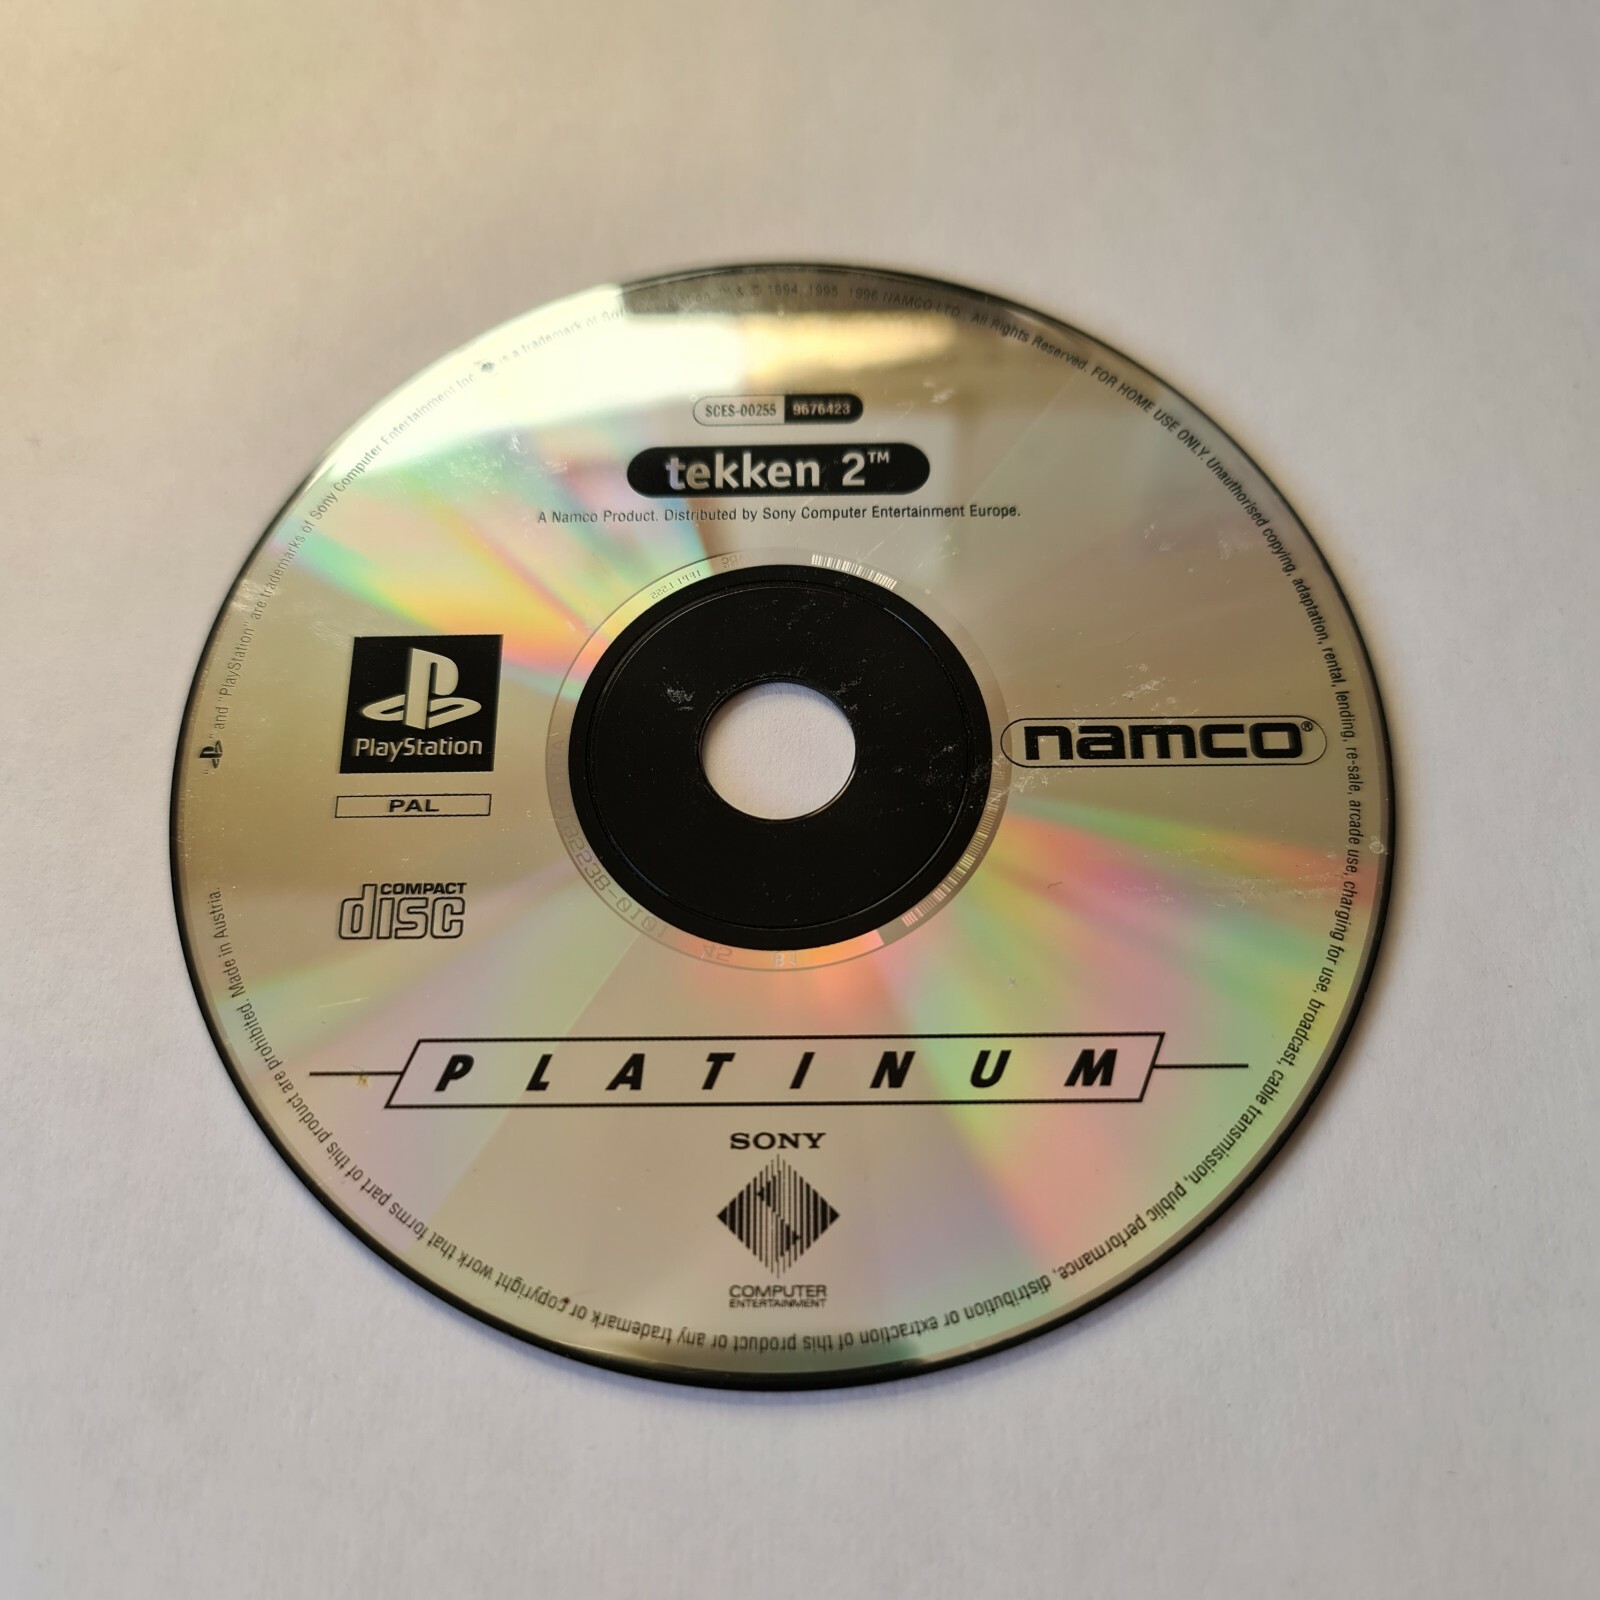 SCES-00255 9676423
tekken 2™
A Namco Product. Distributed by Sony Computer Entertainment Europe.
PlayStation
PAL
namco®
COMPACT
disc
PLATINUM
SONY
COMPUTER
ENTERTAINMENT
" and "PlayStation" are trademarks of Sony Computer Entertainment Inc. is a trademark of & © 1994, 1995, 1996 NAMCO LTD., All Rights Reserved. FOR HOME USE ONLY. Unauthorised copying, adaptation, rental, lending, re-sale, arcade use, charging for use, broadcast, cable transmission, public performance, distribution or extraction of this product or any trademark or copyright work that forms part of this product are prohibited. Made in Austria.